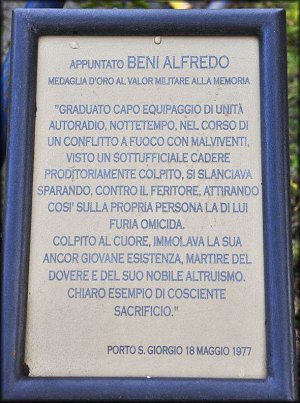 APPUNTATO BENI ALFREDO
MEDAGLIA D'ORO AL VALOR MILITARE ALLA MEMORIA
"GRADUATO CAPO EQUIPAGGIO DI UNITÀ
AUTORADIO, NOTTETEMPO, NEL CORSO DI
UN CONFLITTO A FUOCO CON MALVIVENTI,
VISTO UN SOTTUFFICIALE CADERE
PRODITORIAMENTE COLPITO, SI SLANCIAVA
SPARANDO, CONTRO IL FERITORE, ATTIRANDO
COSI' SULLA PROPRIA PERSONA LA DI LUI
FURIA OMICIDA.
COLPITO AL CUORE, IMMOLAVA LA SUA
ANCOR GIOVANE ESISTENZA, MARTIRE DEL
DOVERE E DEL SUO NOBILE ALTRUISMO.
CHIARO ESEMPIO DI COSCIENTE
SACRIFICIO."
PORTO S. GIORGIO 18 MAGGIO 1977